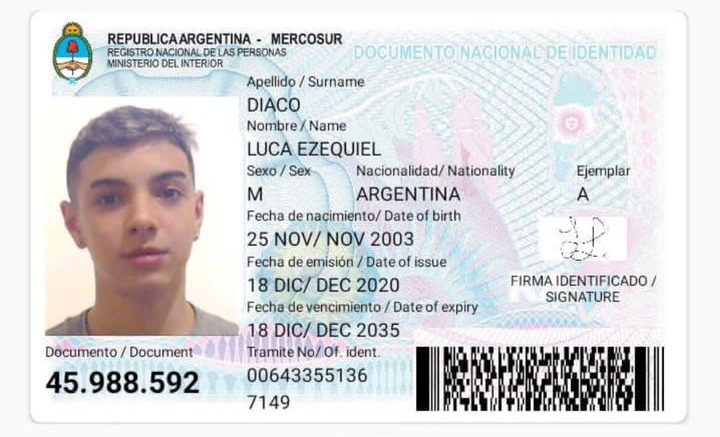 REPUBLICA ARGENTINA - MERCOSUR
REGISTRO NACIONAL DE LAS PERSONAS
MINISTERIO DEL INTERIOR
DOCUMENTO NACIONAL DE IDENTIDAD
Apellido / Surname
DIACO
Nombre / Name
LUCA EZEQUIEL
Sexo / Sex Nacionalidad/ Nationality Ejemplar
M ARGENTINA A
Fecha de nacimiento/ Date of birth
25 NOV/ NOV 2003
Fecha de emisión / Date of issue
18 DIC/ DEC 2020
Fecha de vencimiento / Date of expiry
18 DIC/ DEC 2035
FIRMA IDENTIFICADO /
SIGNATURE
Documento / Document
45.988.592
Tramite No/ Of. ident.
00643355136
7149